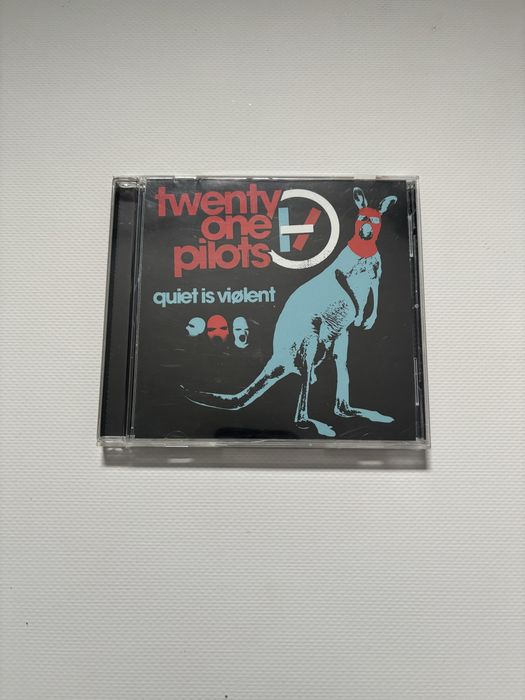 twenty
one
pilots
quiet is viølent